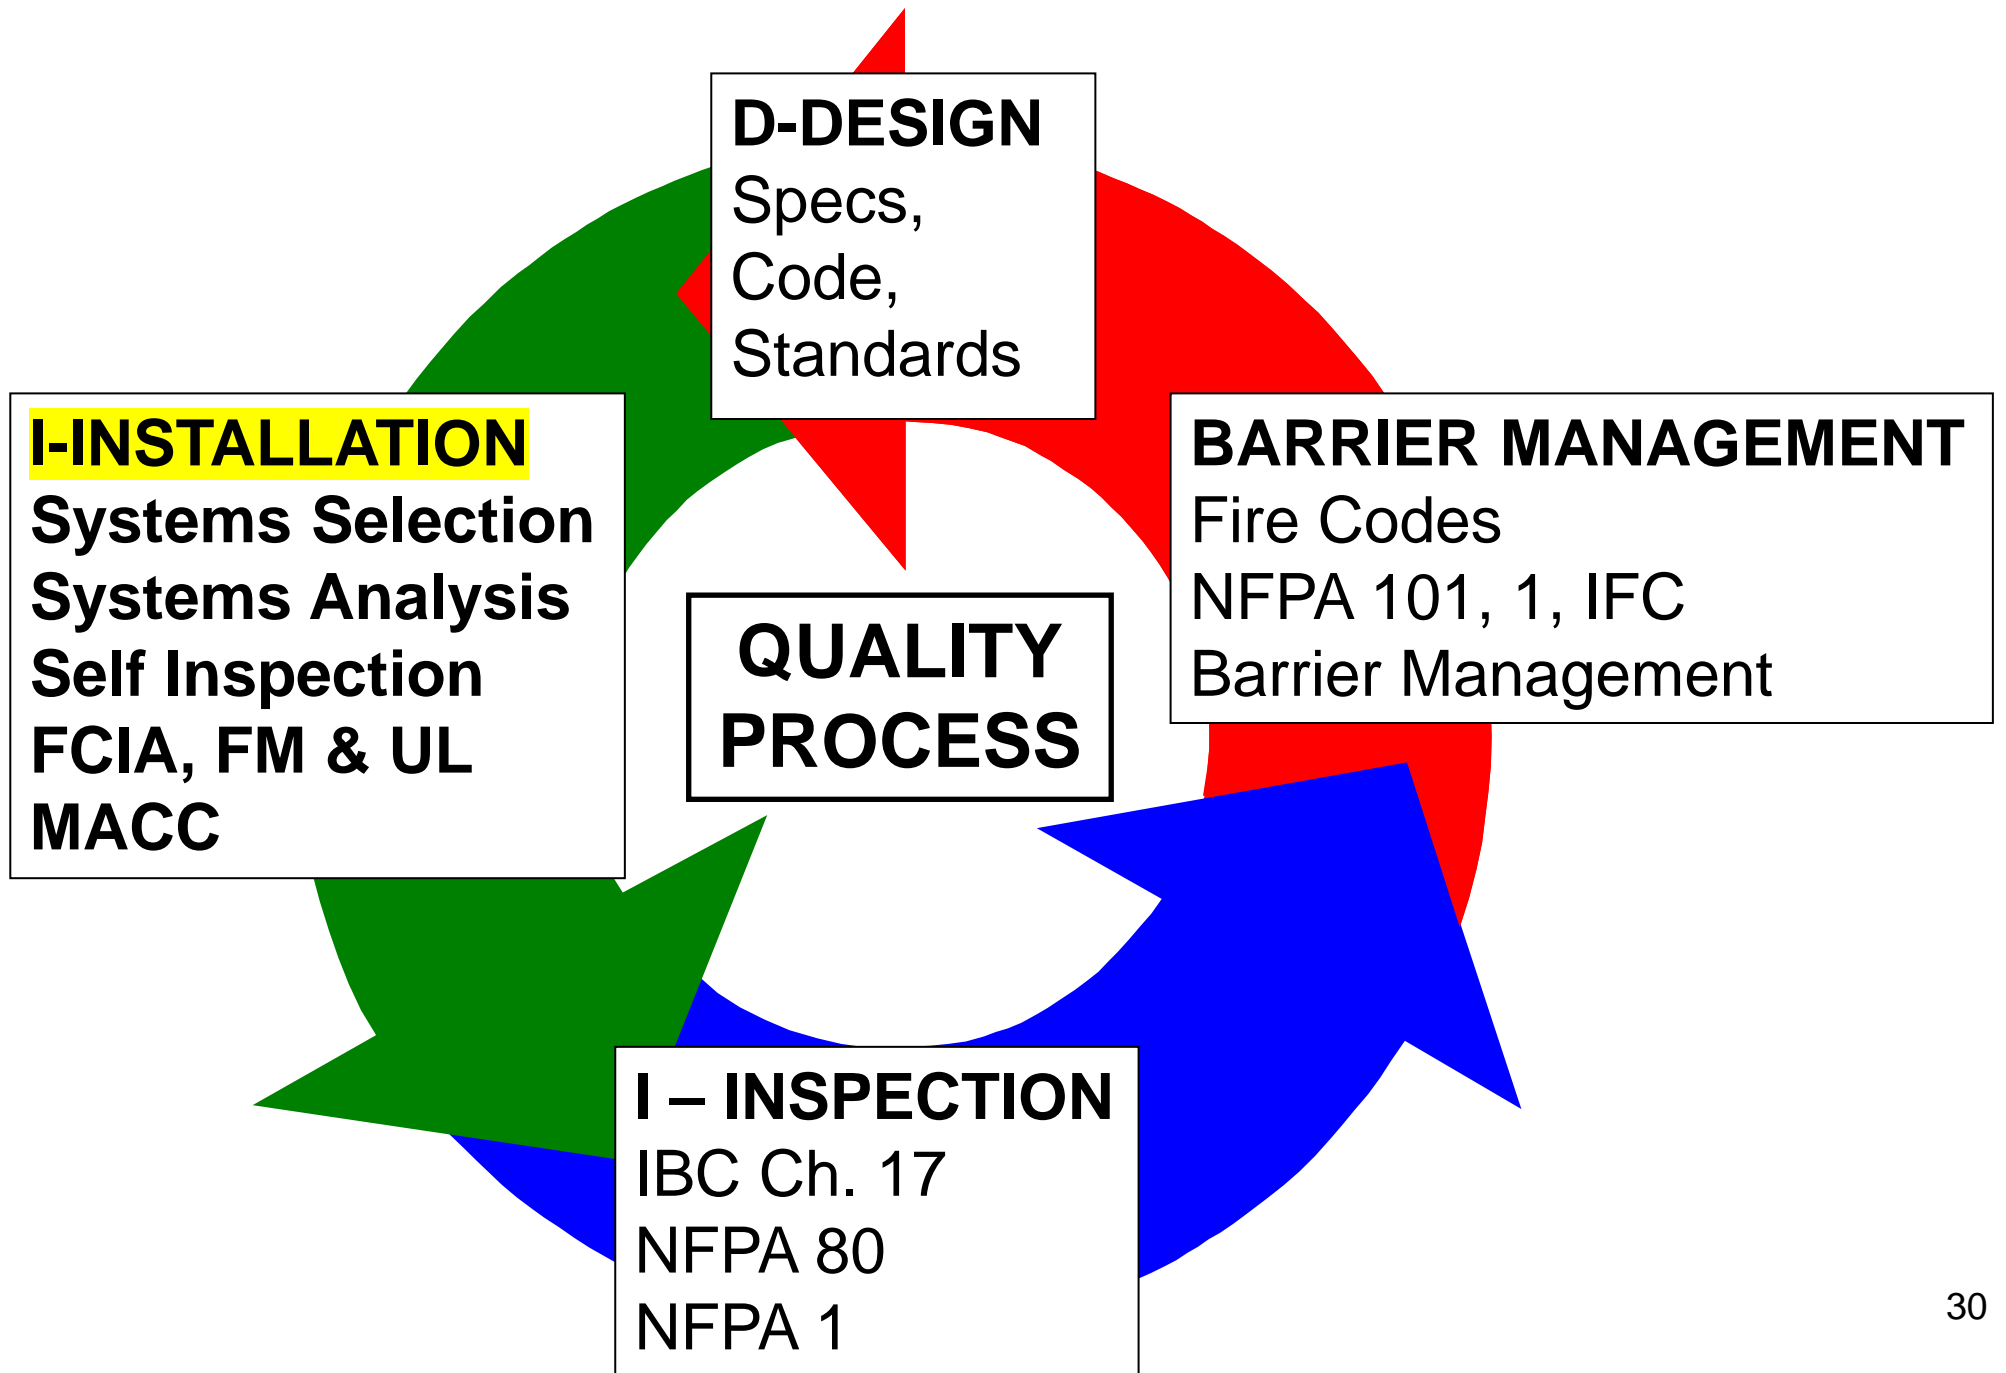 D-DESIGN
Specs,
Code,
Standards
I-INSTALLATION
Systems Selection
Systems Analysis
Self Inspection
FCIA, FM & UL
MACC
BARRIER MANAGEMENT
Fire Codes
NFPA 101, 1, IFC
Barrier Management
QUALITY
PROCESS
I – INSPECTION
IBC Ch. 17
NFPA 80
NFPA 1
30